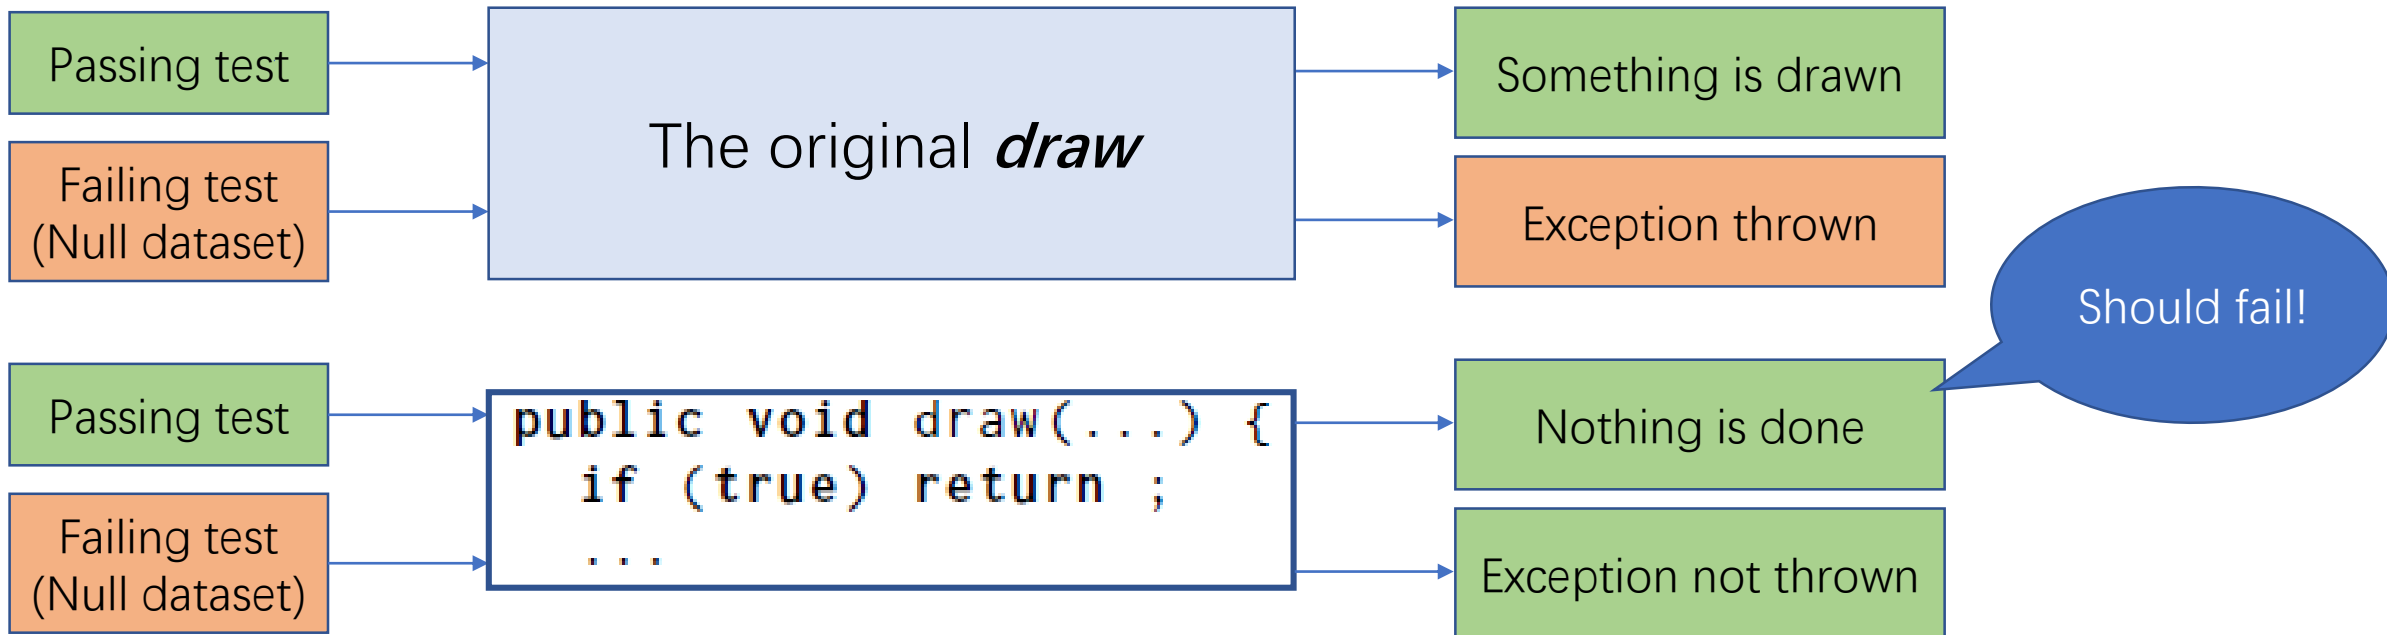 Passing test
Failing test
(Null dataset)
The original draw
Something is drawn
Exception thrown
Should fail!
Passing test
Failing test
(Null dataset)
public void draw(...) {
if (true) return ;
...
Nothing is done
Exception not thrown